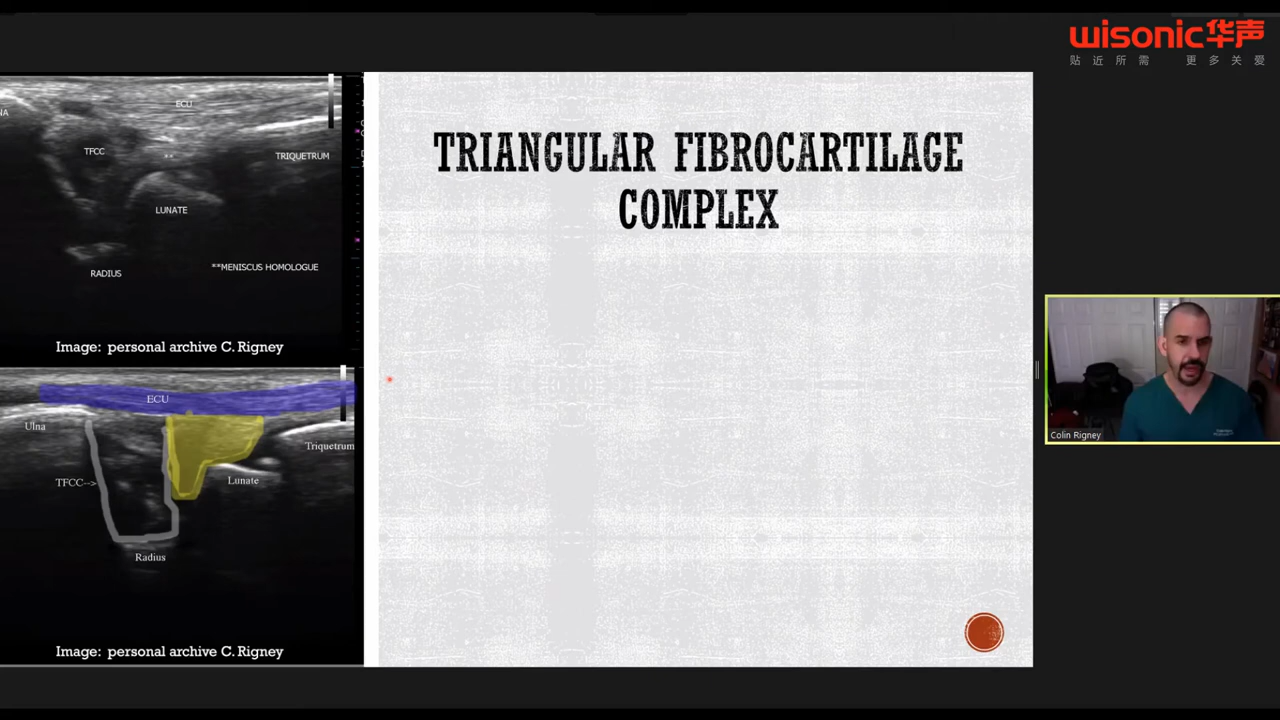 wisonic华声
贴近所需 更多关爱
ECU
TFCC
**
TRIQUETRUM
LUNATE
RADIUS
**MENISCUS HOMOLOGUE
Image: personal archive C. Rigney
TRIANGULAR FIBROCARTILAGE
COMPLEX
ECU
Ulna
Triquetrum
TFCC-->
Lunate
Radius
Image: personal archive C. Rigney
Colin Rigney